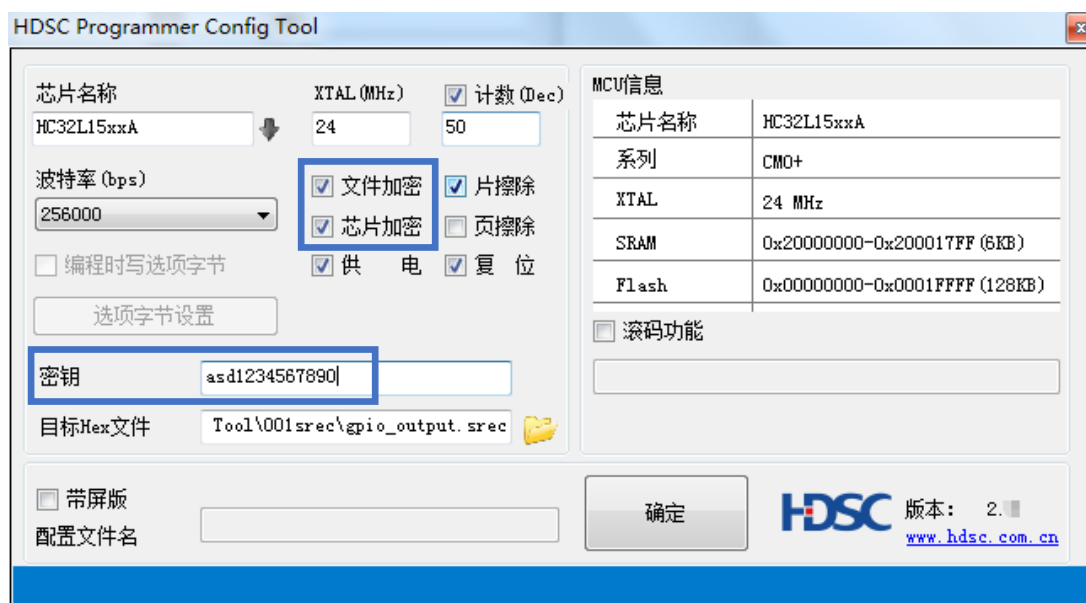 HDSC Programmer Config Tool
x
芯片名称
XTAL(MHz)
计数(Dec)
HC32L15xxA
24
50
波特率(bps)
256000
文件加密
片擦除
芯片加密
页擦除
编程时写选项字节
供 电
复 位
选项字节设置
密钥
asd1234567890
目标Hex文件
Tool\001srec\gpio_output.srec
MCU信息
芯片名称 HC32L15xxA
系列 CM0+
XTAL 24 MHz
SRAM 0x20000000-0x200017FF(6KB)
Flash 0x00000000-0x0001FFFF(128KB)
滚码功能
带屏版
配置文件名
确定
HDSC
版本: 2.
www.hdsc.com.cn